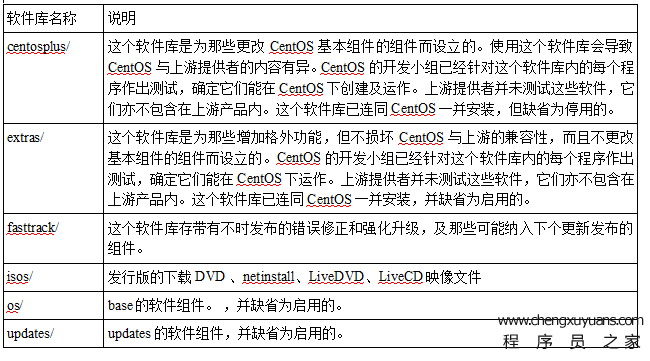 软件库名称 说明
centosplus/ 这个软件库是为那些更改 CentOS 基本组件的组件而设立的。使用这个软件库会导致
CentOS 与上游提供者的内容有异。CentOS 的开发小组已经针对这个软件库内的每个程
序作出测试，确定它们能在 CentOS 下创建及运作。上游提供者并未测试这些软件，它
们亦不包含在上游产品内。这个软件库已连同 CentOS 一并安装，但缺省为停用的。
extras/ 这个软件库是为那些增加格外功能，但不损坏 CentOS 与上游的兼容性，而且不更改
基本组件的组件而设立的。CentOS 的开发小组已经针对这个软件库内的每个程序作出
测试，确定它们能在 CentOS 下运作。上游提供者并未测试这些软件，它们亦不包含在
上游产品内。这个软件库已连同 CentOS 一并安装，并缺省为启用的。
fasttrack/ 这个软件库存带有不时发布的错误修正和强化升级，及那些可能纳入下个更新发布的
组件。
isos/ 发行版的下载 DVD 、netinstall、LiveDVD、LiveCD 映像文件
os/ base的软件组件。，并缺省为启用的。
updates/ updates 的软件组件，并缺省为启用的。
www.chengxuyuans.com
程 序 员 之 家